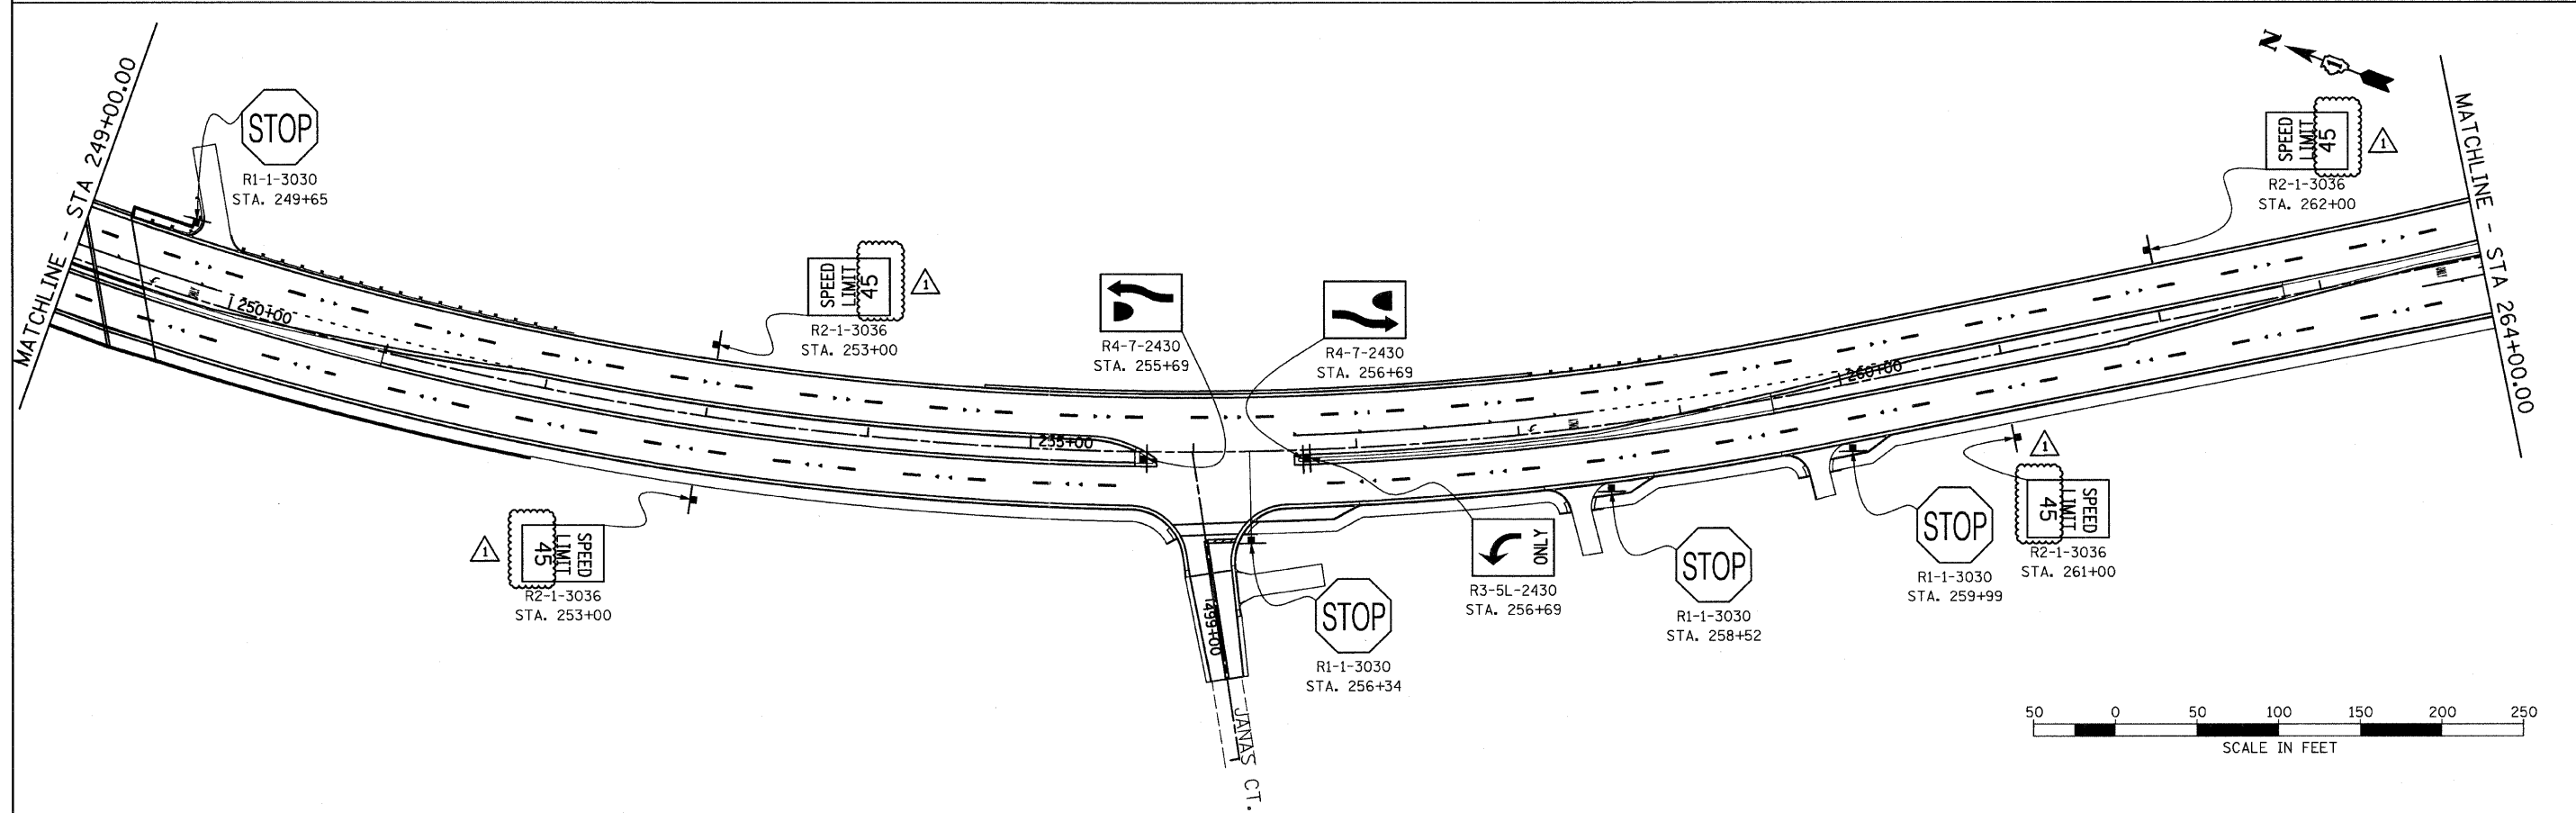 MATCHLINE - STA 249+00.00
STOP
R1-1-3030
STA. 249+65
250+00
ONLY
SPEED
LIMIT
45
1
R2-1-3036
STA. 253+00
SPEED
LIMIT
45
1
R2-1-3036
STA. 253+00
R4-7-2430
STA. 255+69
255+00
R4-7-2430
STA. 256+69
ONLY
R3-5L-2430
STA. 256+69
STOP
R1-1-3030
STA. 256+34
1499+00
JANAS CT.
ONLY
STOP
R1-1-3030
STA. 258+52
260+00
STOP
R1-1-3030
STA. 259+99
1
SPEED
LIMIT
45
R2-1-3036
STA. 261+00
SPEED
LIMIT
45
1
R2-1-3036
STA. 262+00
N
1
ONLY
MATCHLINE - STA 264+00.00
50 0 50 100 150 200 250
SCALE IN FEET